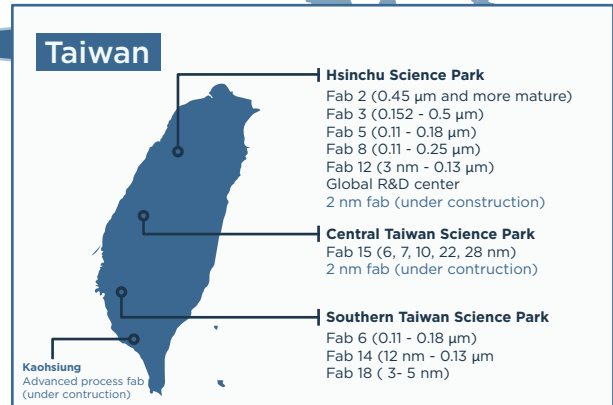 Taiwan
Hsinchu Science Park
Fab 2 (0.45 µm and more mature)
Fab 3 (0.152 - 0.5 µm)
Fab 5 (0.11 - 0.18 µm)
Fab 8 (0.11 - 0.25 µm)
Fab 12 (3 nm - 0.13 µm)
Global R&D center
2 nm fab (under construction)
Central Taiwan Science Park
Fab 15 (6, 7, 10, 22, 28 nm)
2 nm fab (under contruction)
Southern Taiwan Science Park
Fab 6 (0.11 - 0.18 µm)
Fab 14 (12 nm - 0.13 µm
Fab 18 ( 3- 5 nm)
Kaohsiung
Advanced process fab
(under contruction)